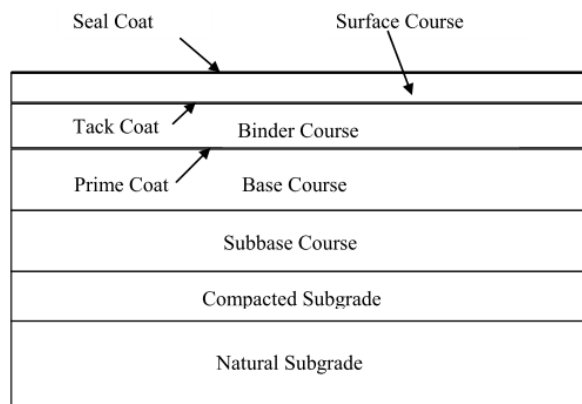 Seal Coat
Surface Course
Tack Coat
Binder Course
Prime Coat
Base Course
Subbase Course
Compacted Subgrade
Natural Subgrade